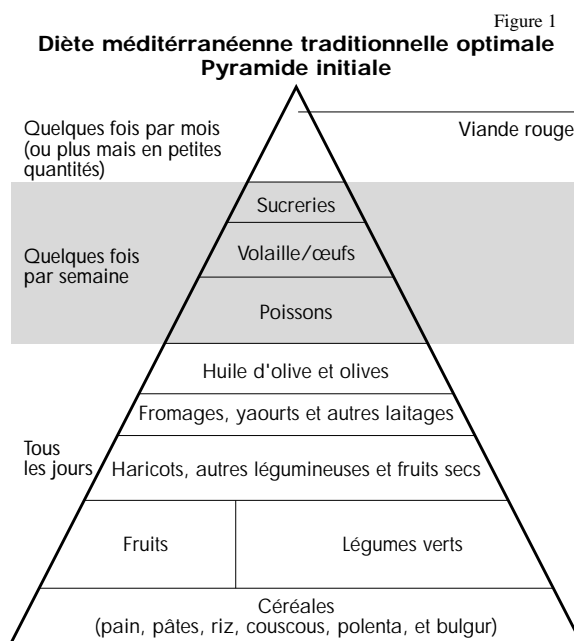 Figure 1
Diète méditérranéenne traditionnelle optimale
Pyramide initiale
Quelques fois par mois
(ou plus mais en petites
quantités)
Viande rouge
Sucreries
Quelques fois
par semaine
Volaille/œufs
Poissons
Huile d'olive et olives
Fromages, yaourts et autres laitages
Tous
les jours
Haricots, autres légumineuses et fruits secs
Fruits
Légumes verts
Céréales
(pain, pâtes, riz, couscous, polenta, et bulgur)